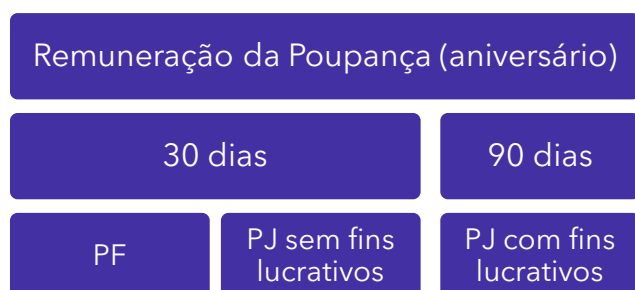 Remuneração da Poupança (aniversário)
30 dias
90 dias
PF
PJ sem fins
lucrativos
PJ com fins
lucrativos